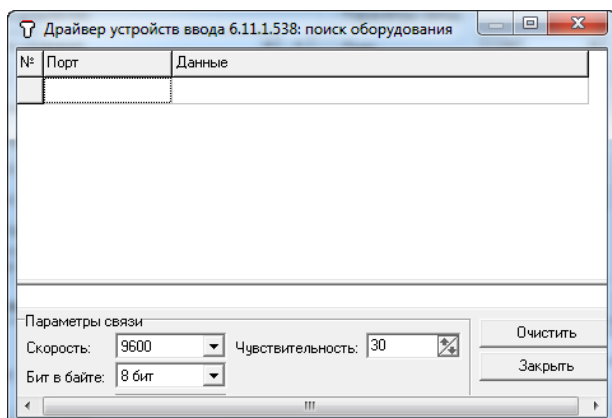 Драйвер устройств ввода 6.11.1.538: поиск оборудования
№ Порт Данные
Параметры связи
Скорость: 9600 Чувствительность: 30
Очистить
Бит в байте: 8 бит
Закрыть